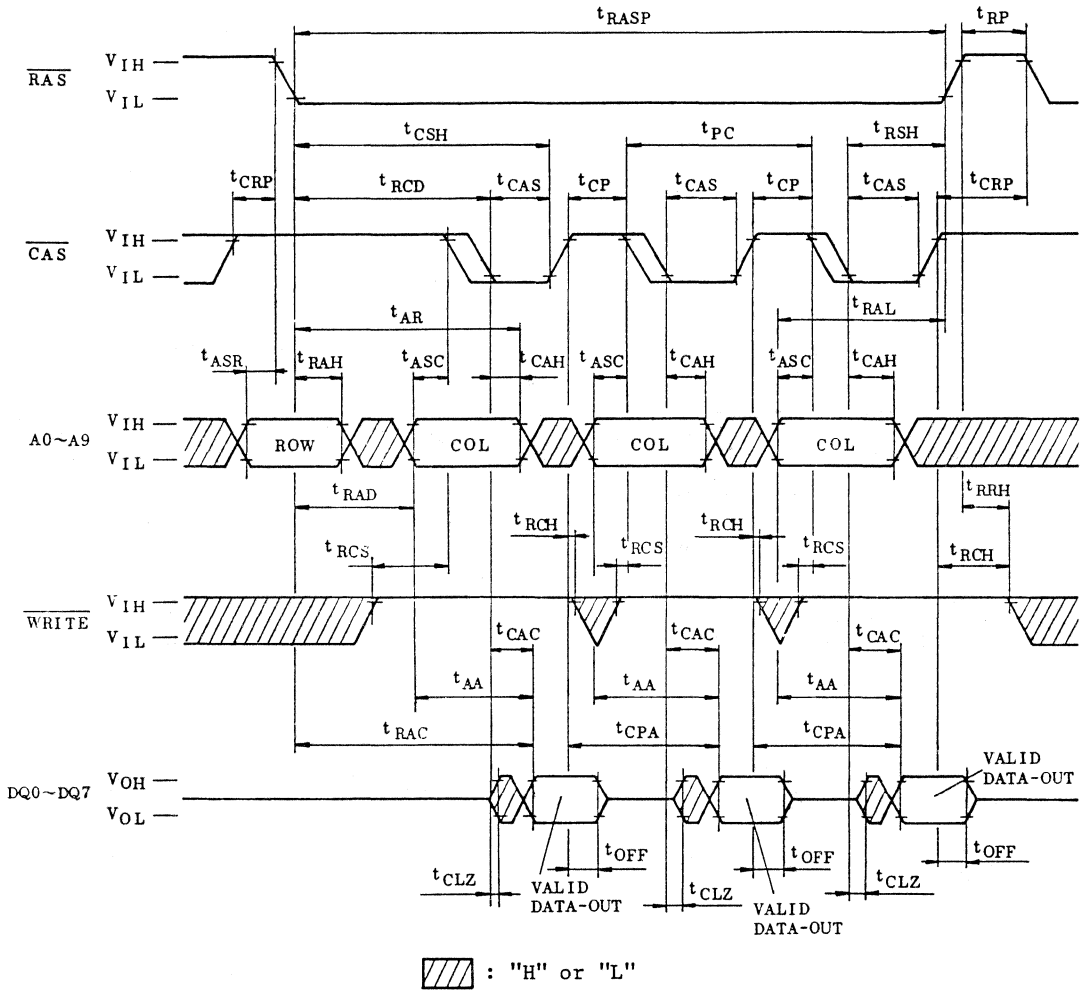 tRASP
tRP
RAS
VIH
VIL
tCSH
tPC
tRSH
tCRP
tRCD
tCAS
tCP
tCAS
tCP
tCAS
tCRP
CAS
VIH
VIL
tAR
tRAL
tASR
tRAH
tASC
tCAH
tASC
tCAH
tASC
tCAH
A0~A9
VIH
VIL
ROW
COL
COL
COL
tRAD
tRRH
tRCH
tRCH
tRCS
tRCS
tRCS
tRCH
WRITE
VIH
VIL
tCAC
tCAC
tCAC
tAA
tAA
tAA
tRAC
tCPA
tCPA
DQ0~DQ7
VOH
VOL
VALID
DATA-OUT
tOFF
tOFF
tOFF
tCLZ
tCLZ
tCLZ
VALID
DATA-OUT
VALID
DATA-OUT
: "H" or "L"